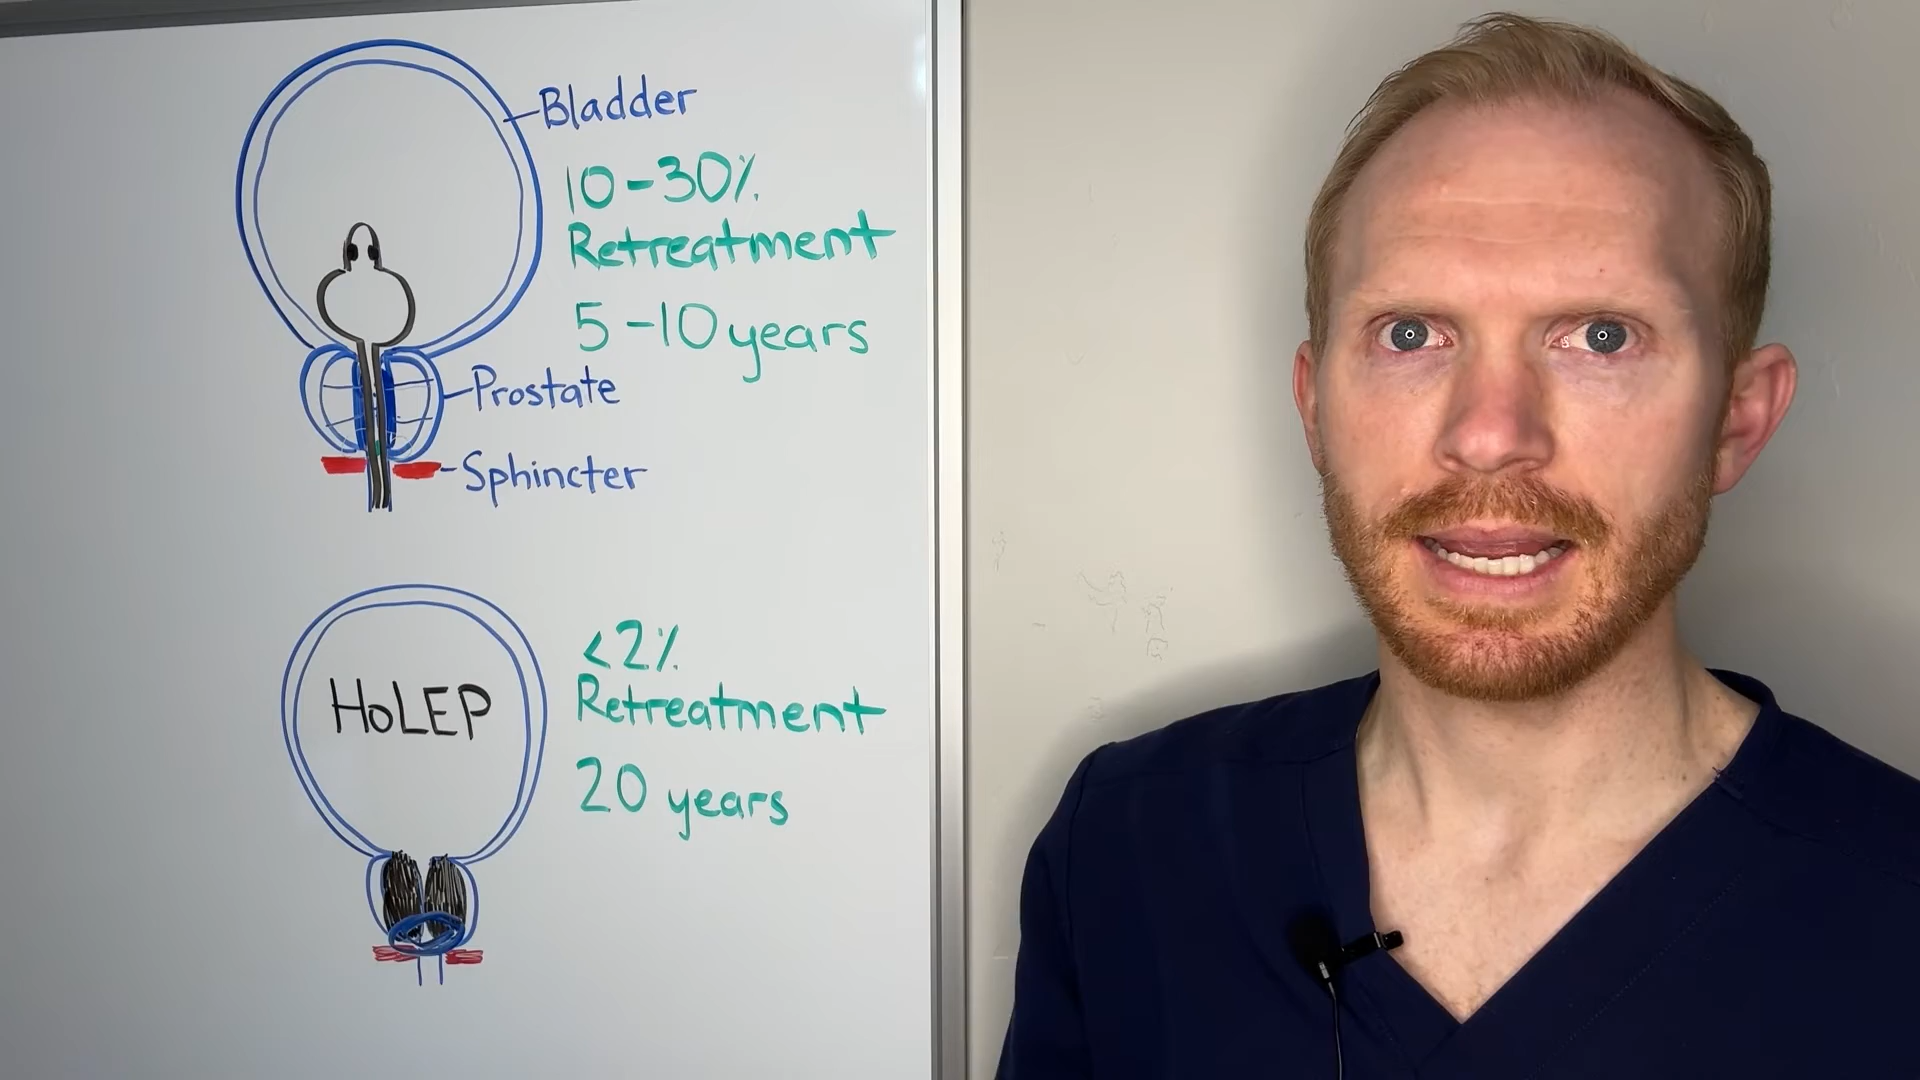 Bladder
10-30%
Retreatment
5-10 years
Prostate
Sphincter
HoLEP
<2%
Retreatment
20 years